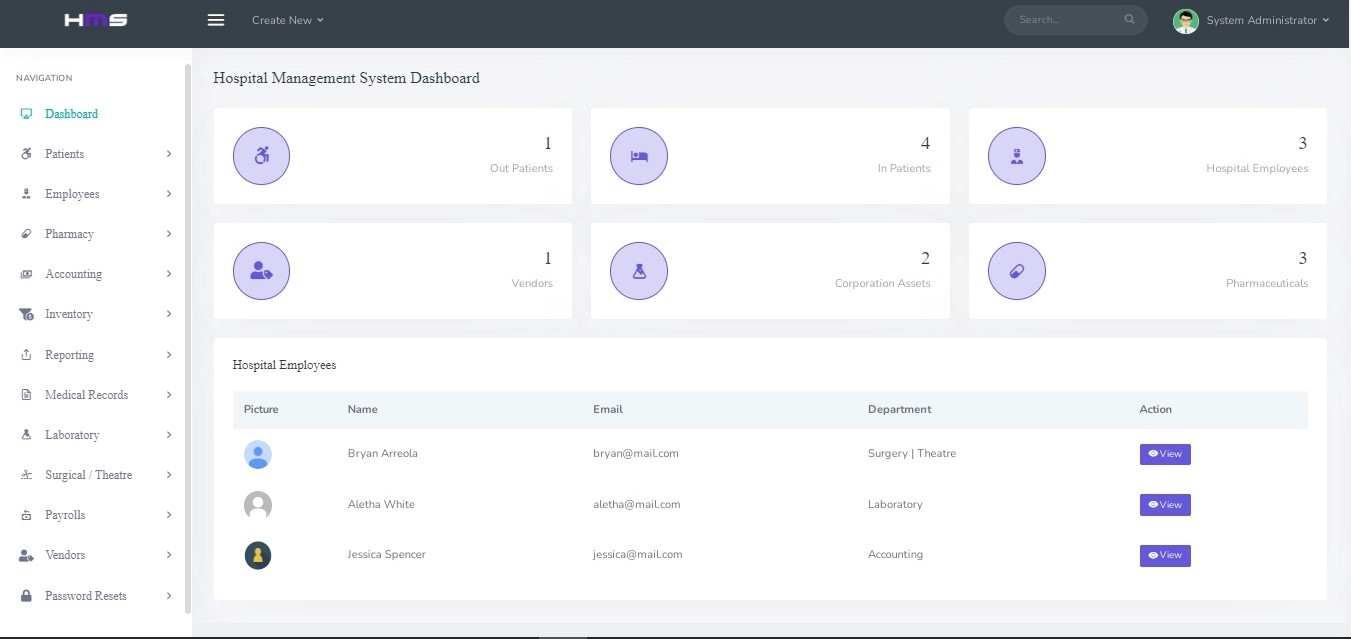 HMS
Create New
Search...
System Administrator
NAVIGATION
Dashboard
Patients
Employees
Pharmacy
Accounting
Inventory
Reporting
Medical Records
Laboratory
Surgical / Theatre
Payrolls
Vendors
Password Resets
Hospital Management System Dashboard
1
Out Patients
4
In Patients
3
Hospital Employees
1
Vendors
2
Corporation Assets
3
Pharmaceuticals
Hospital Employees
Picture Name Email Department Action
Bryan Arreola bryan@mail.com Surgery | Theatre View
Aletha White aletha@mail.com Laboratory View
Jessica Spencer jessica@mail.com Accounting View